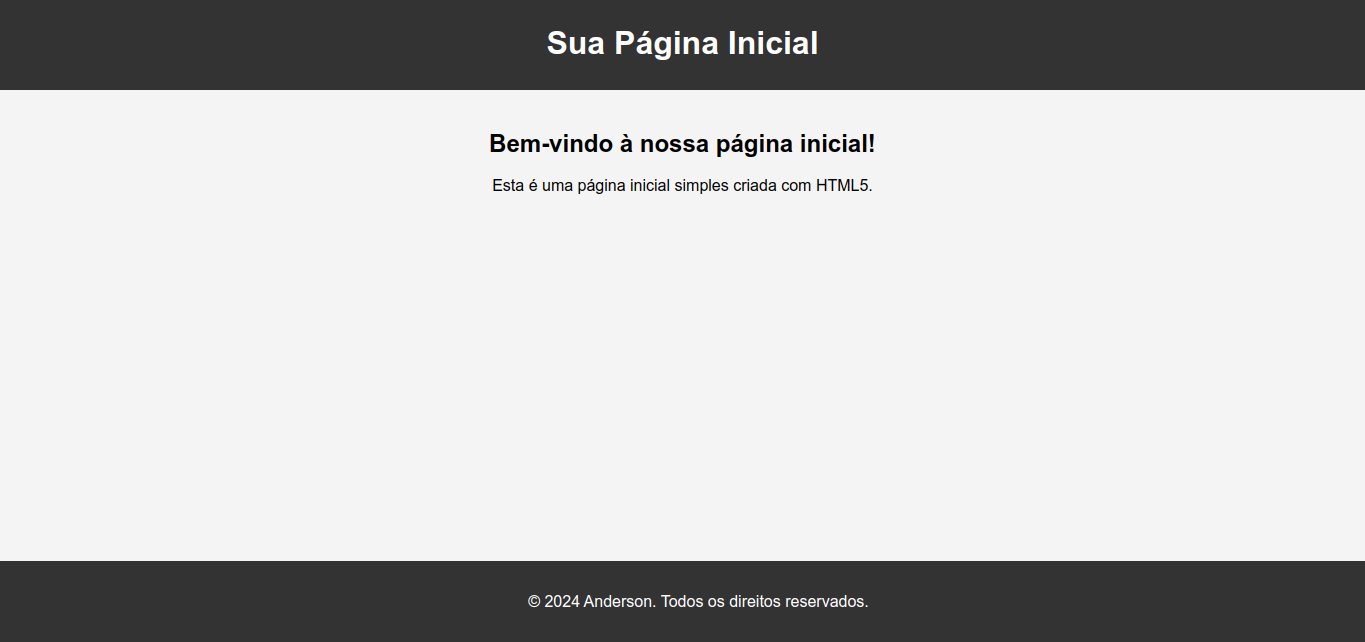 Sua Página Inicial
Bem-vindo à nossa página inicial!
Esta é uma página inicial simples criada com HTML5.
© 2024 Anderson. Todos os direitos reservados.